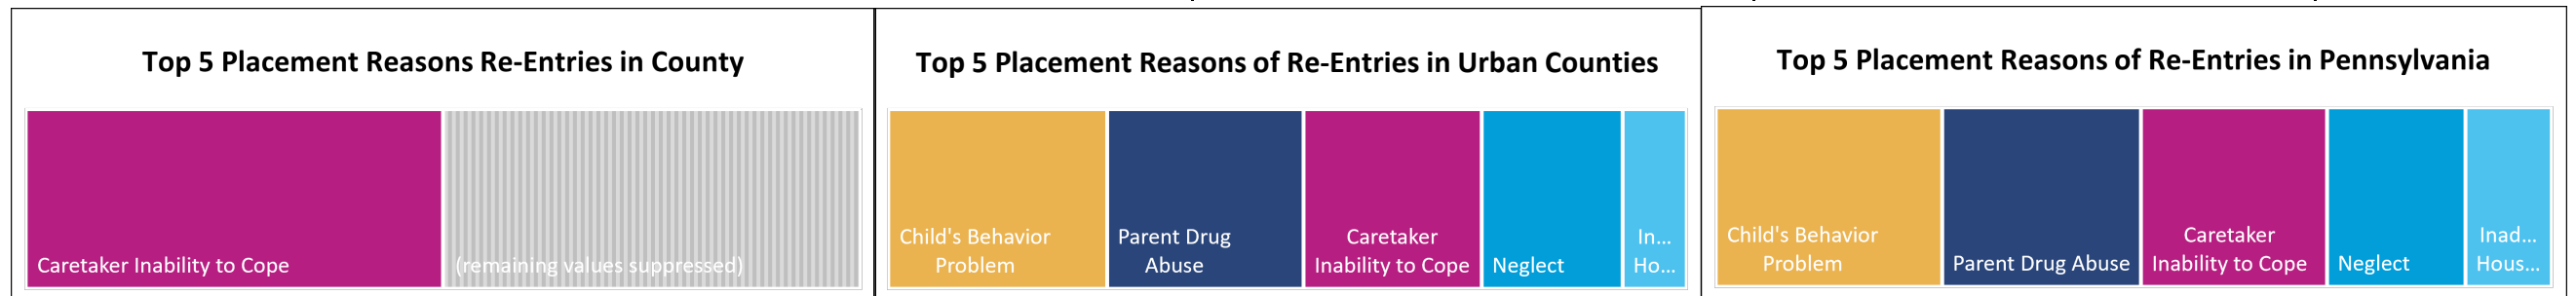 Top 5 Placement Reasons Re-Entries in County
Caretaker Inability to Cope
(remaining values suppressed)
Top 5 Placement Reasons of Re-Entries in Urban Counties
Child's Behavior
Problem
Parent Drug
Abuse
Caretaker
Inability to Cope
Neglect
In...
Ho...
Top 5 Placement Reasons of Re-Entries in Pennsylvania
Child's Behavior
Problem
Parent Drug Abuse
Caretaker
Inability to Cope
Neglect
Inad...
Hous...